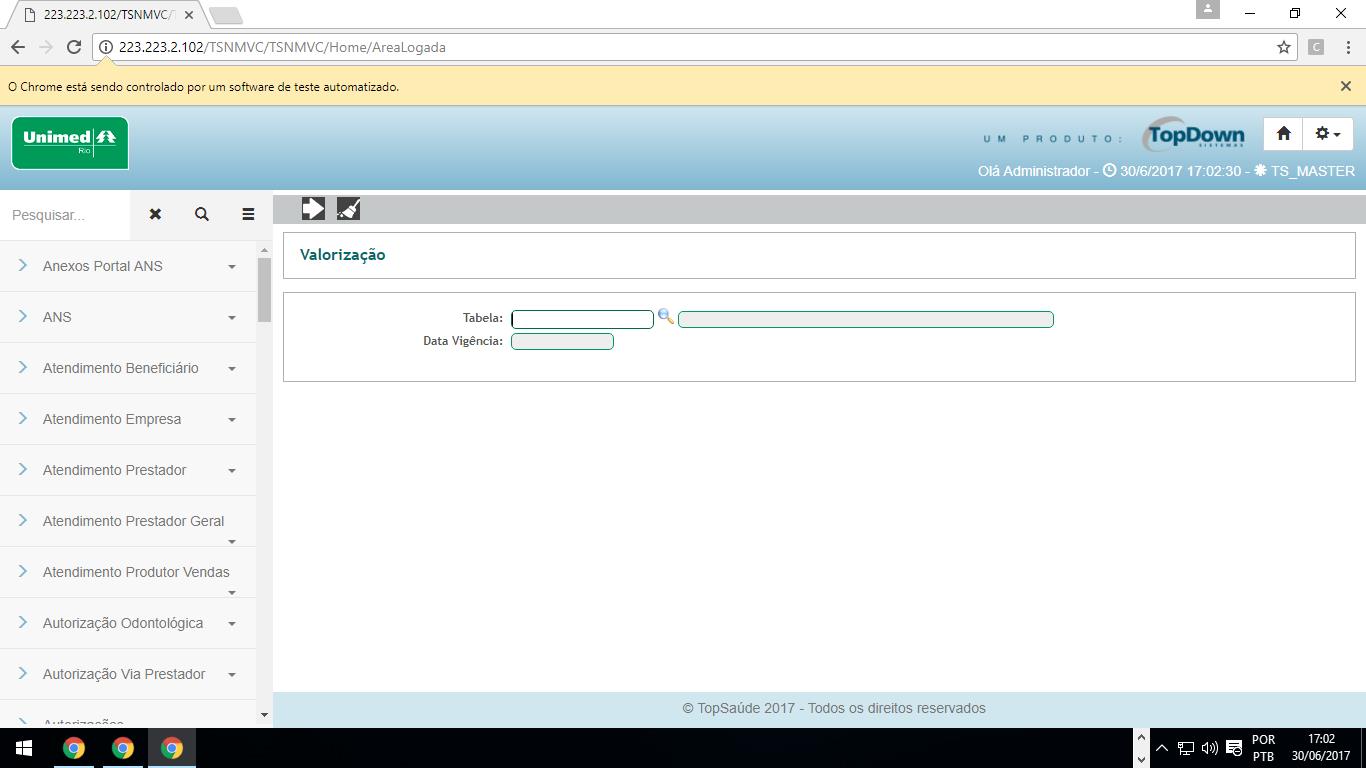 223.223.2.102/TSNMVC/T
223.223.2.102/TSNMVC/TSNMVC/Home/AreaLogada
C
O Chrome está sendo controlado por um software de teste automatizado.
Unimed
Rio
UM PRODUTO:
TopDown
SISTEMAS
Olá Administrador - 30/6/2017 17:02:30 - TS_MASTER
Pesquisar...
Valorização
Anexos Portal ANS
ANS
Tabela:
Data Vigência:
Atendimento Beneficiário
Atendimento Empresa
Atendimento Prestador
Atendimento Prestador Geral
Atendimento Produtor Vendas
Autorização Odontológica
Autorização Via Prestador
Autorizações
© TopSaúde 2017 - Todos os direitos reservados
POR
PTB
17:02
30/06/2017